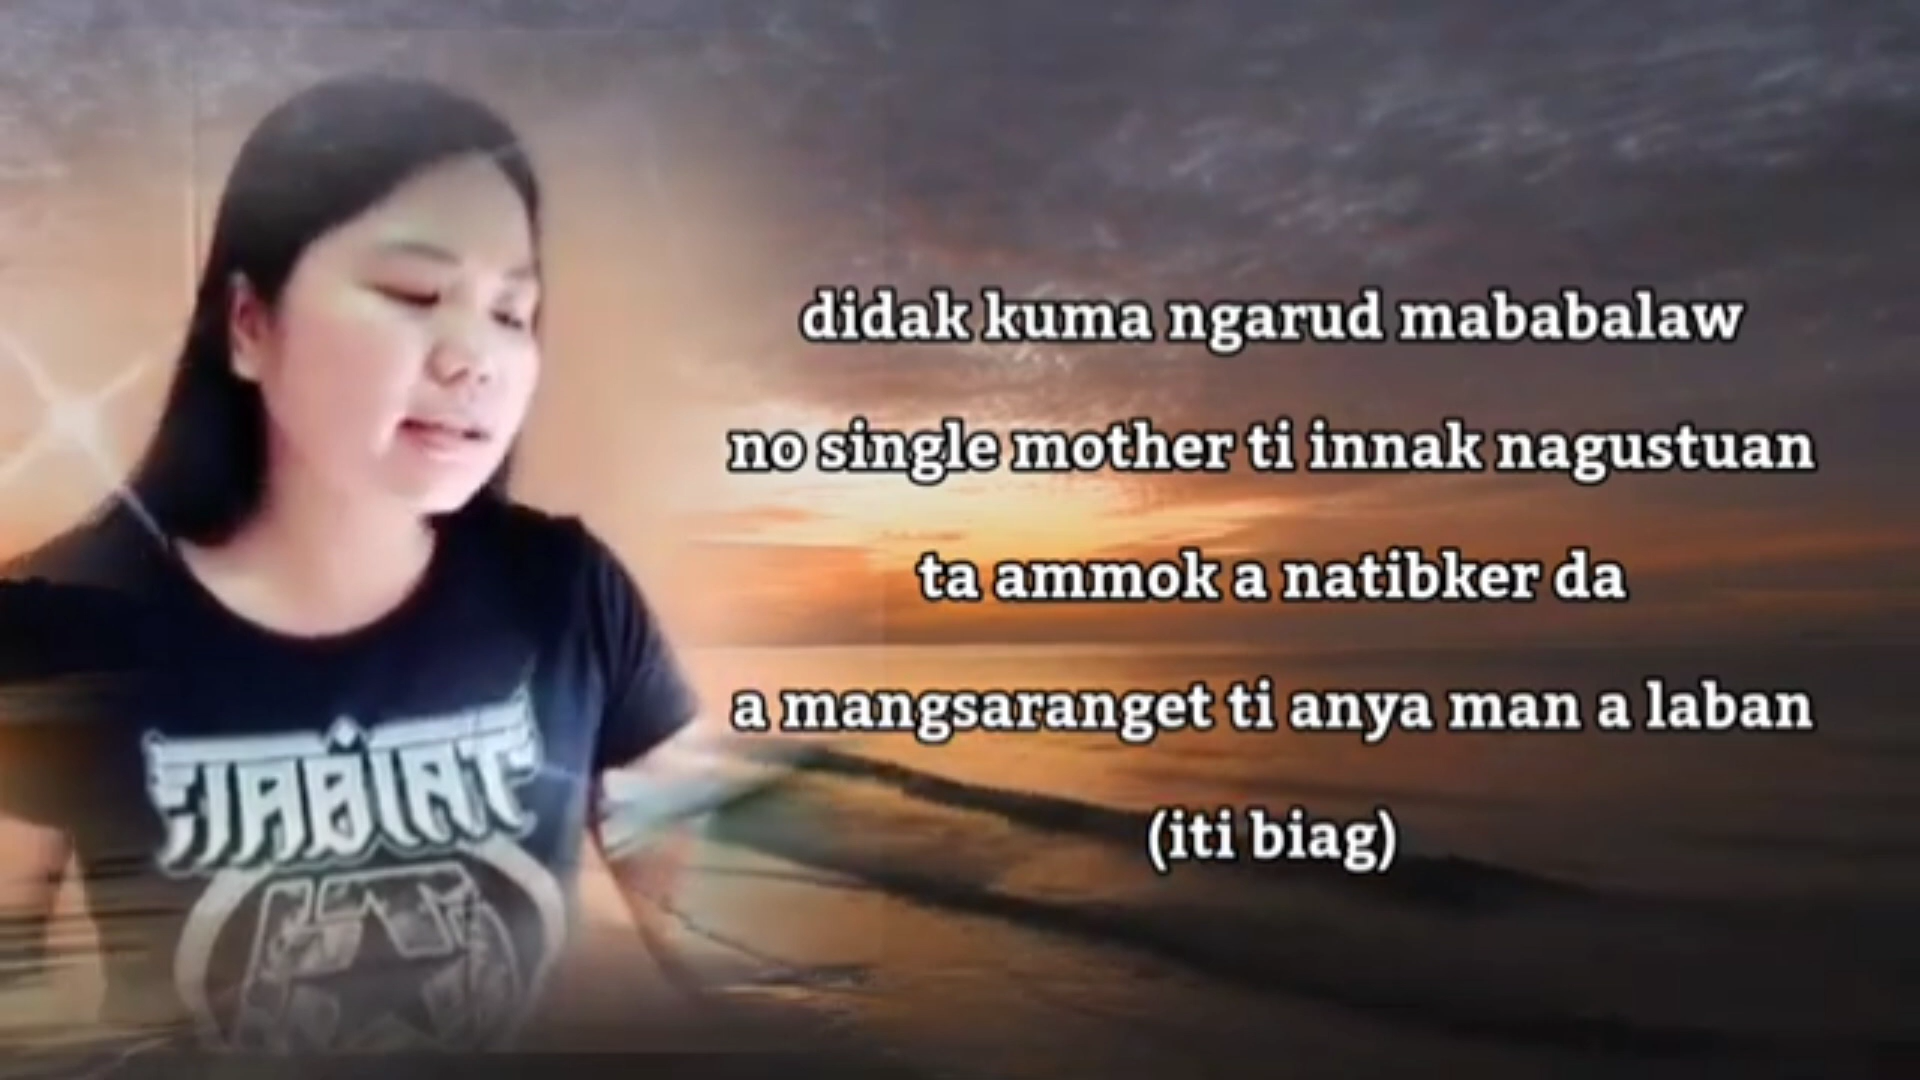 didak kuma ngarud mababalaw
no single mother ti innak nagustuan
ta ammok a natibker da
a mangsaranget ti anya man a laban
(iti biag)